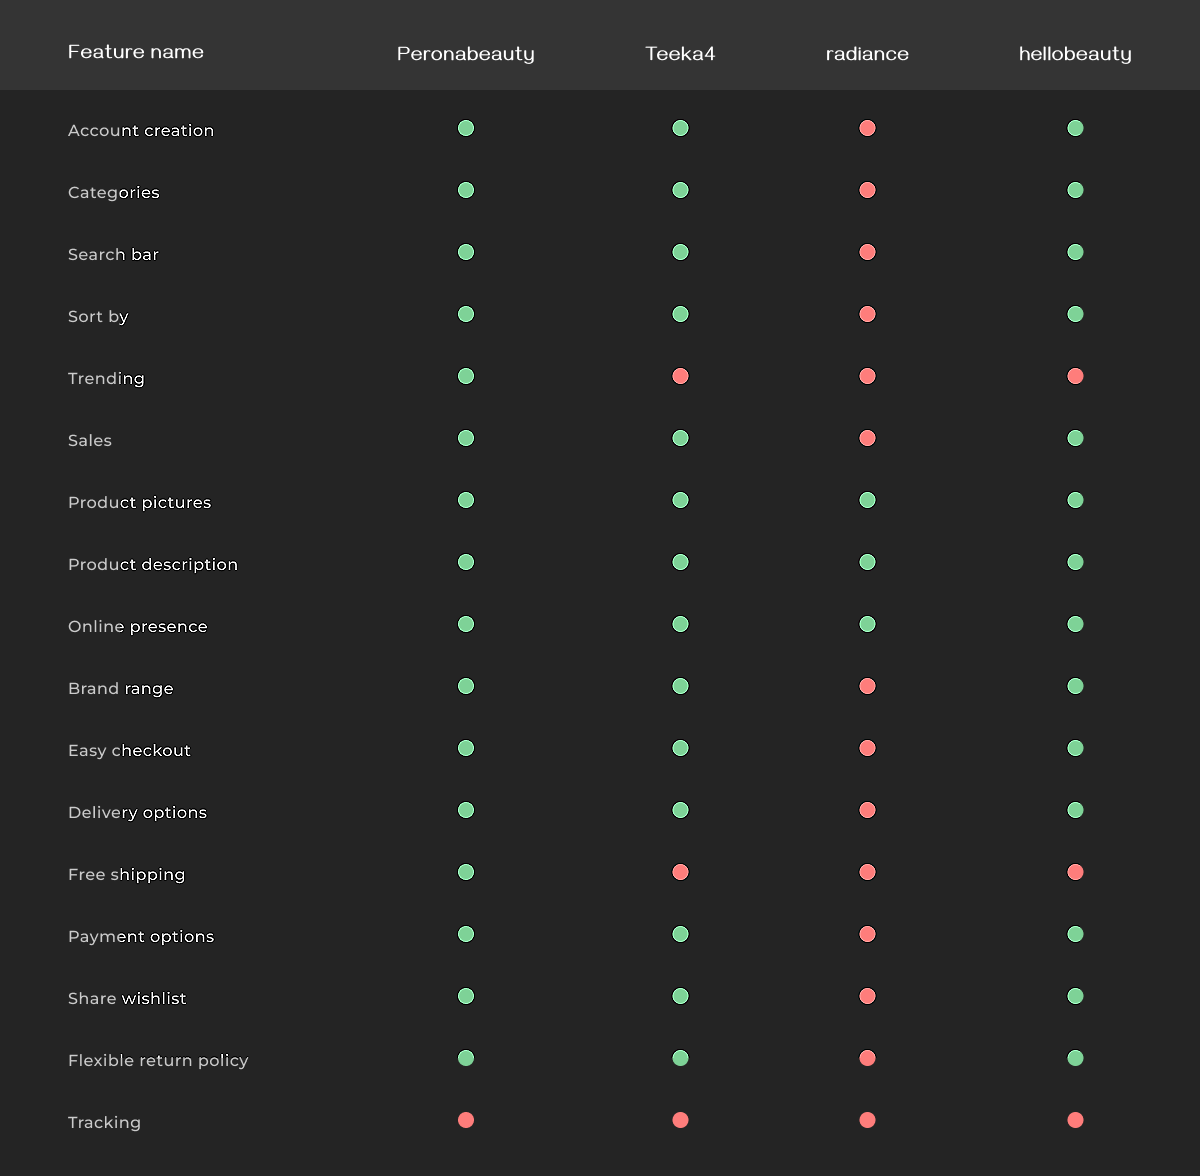 Feature name Peronabeauty Teeka4 radiance hellobeauty
Account creation
Categories
Search bar
Sort by
Trending
Sales
Product pictures
Product description
Online presence
Brand range
Easy checkout
Delivery options
Free shipping
Payment options
Share wishlist
Flexible return policy
Tracking